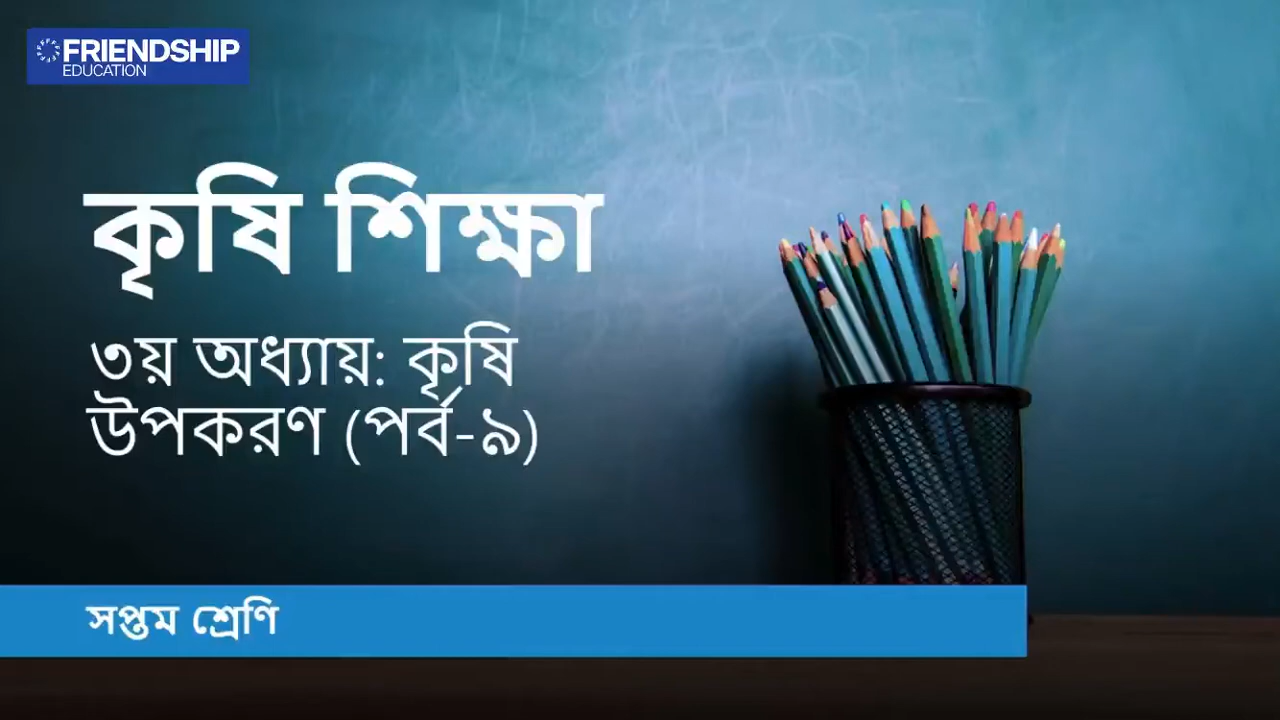 FRIENDSHIP
EDUCATION
কৃষি শিক্ষা
৩য় অধ্যায়: কৃষি
উপকরণ (পর্ব-৯)
সপ্তম শ্রেণি